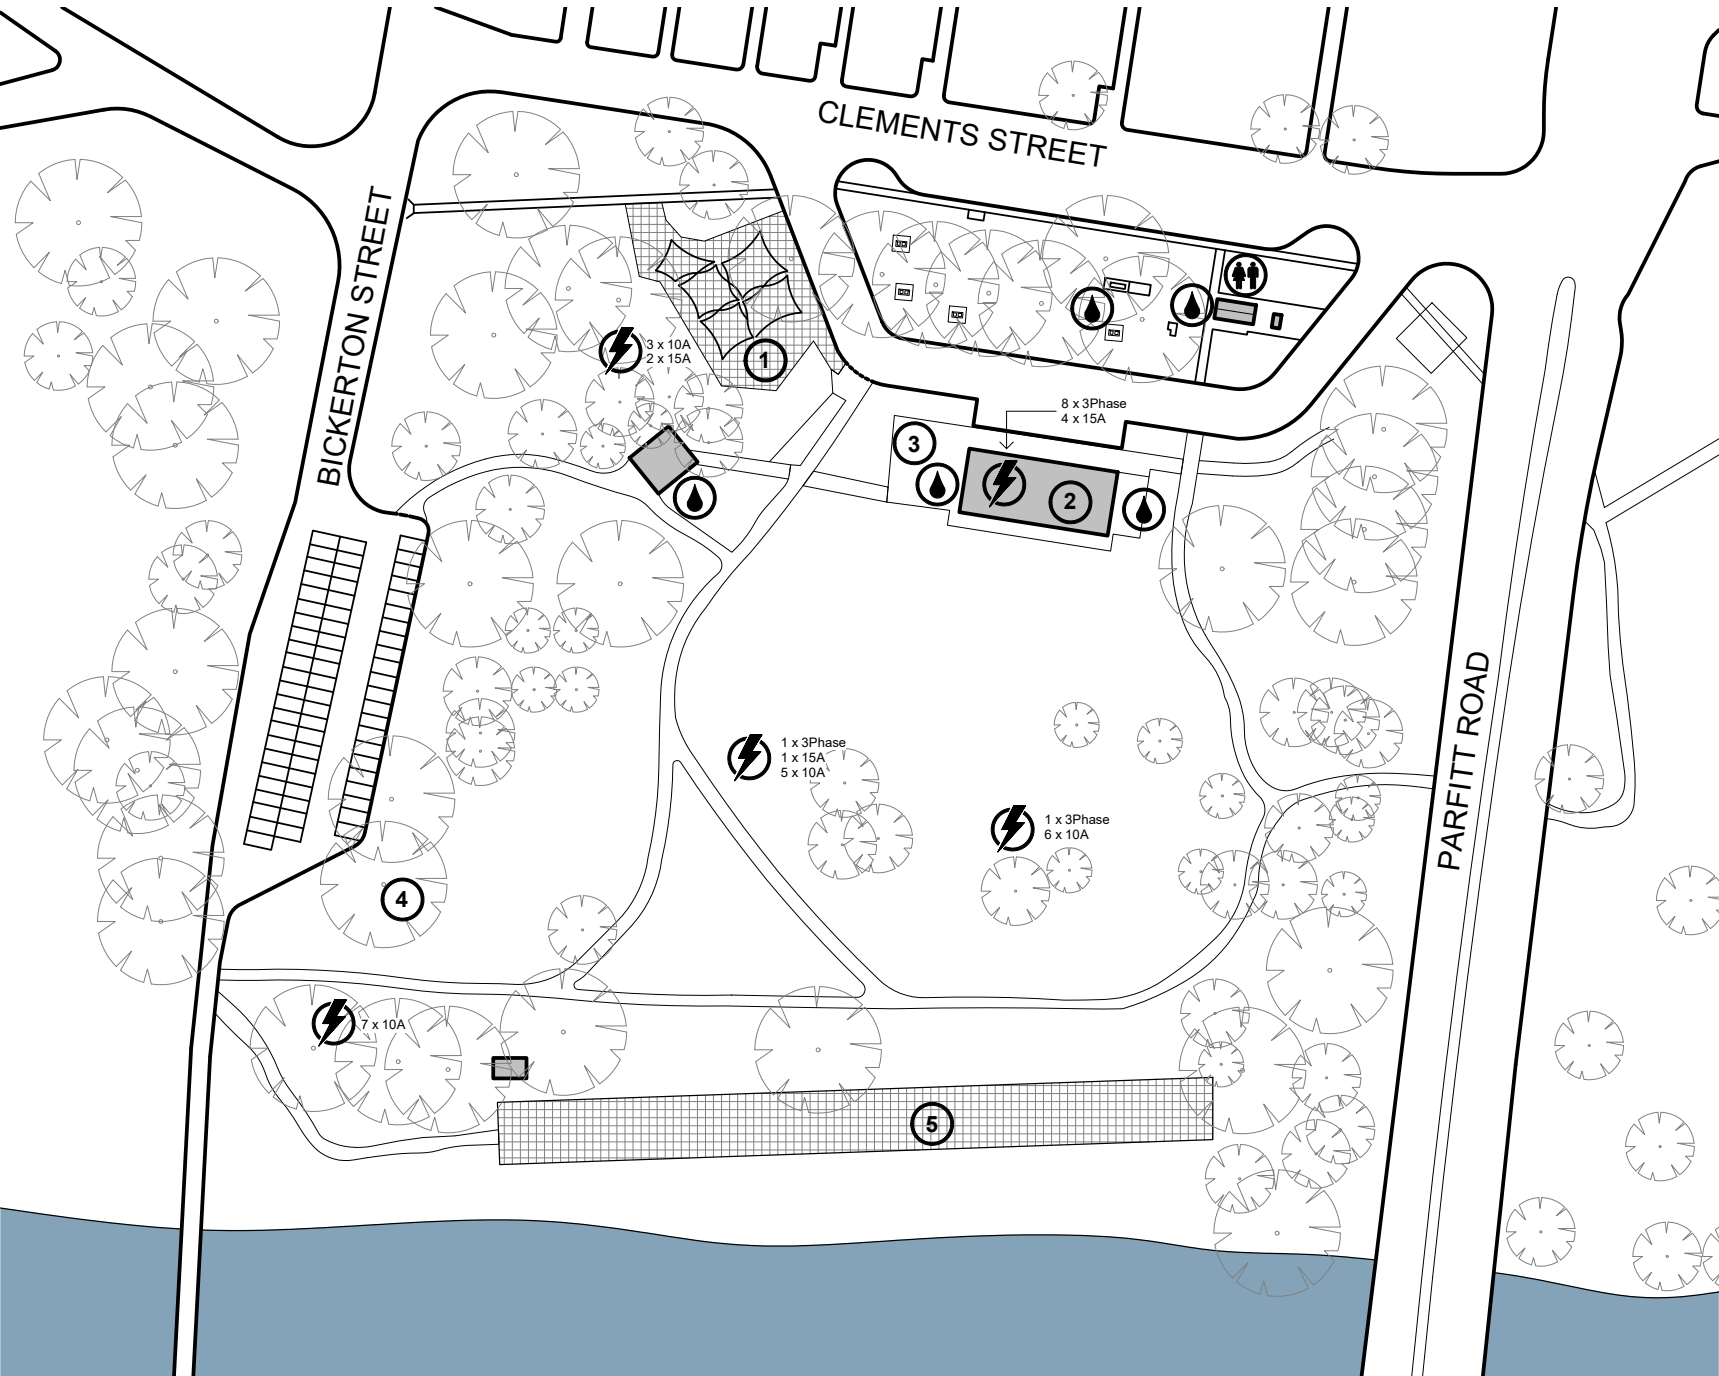 CLEMENTS STREET
BICKERTON STREET
3 x 10A
2 x 15A
1
8 x 3Phase
4 x 15A
3
2
PARFITT ROAD
1 x 3Phase
1 x 15A
5 x 10A
1 x 3Phase
6 x 10A
4
7 x 10A
5